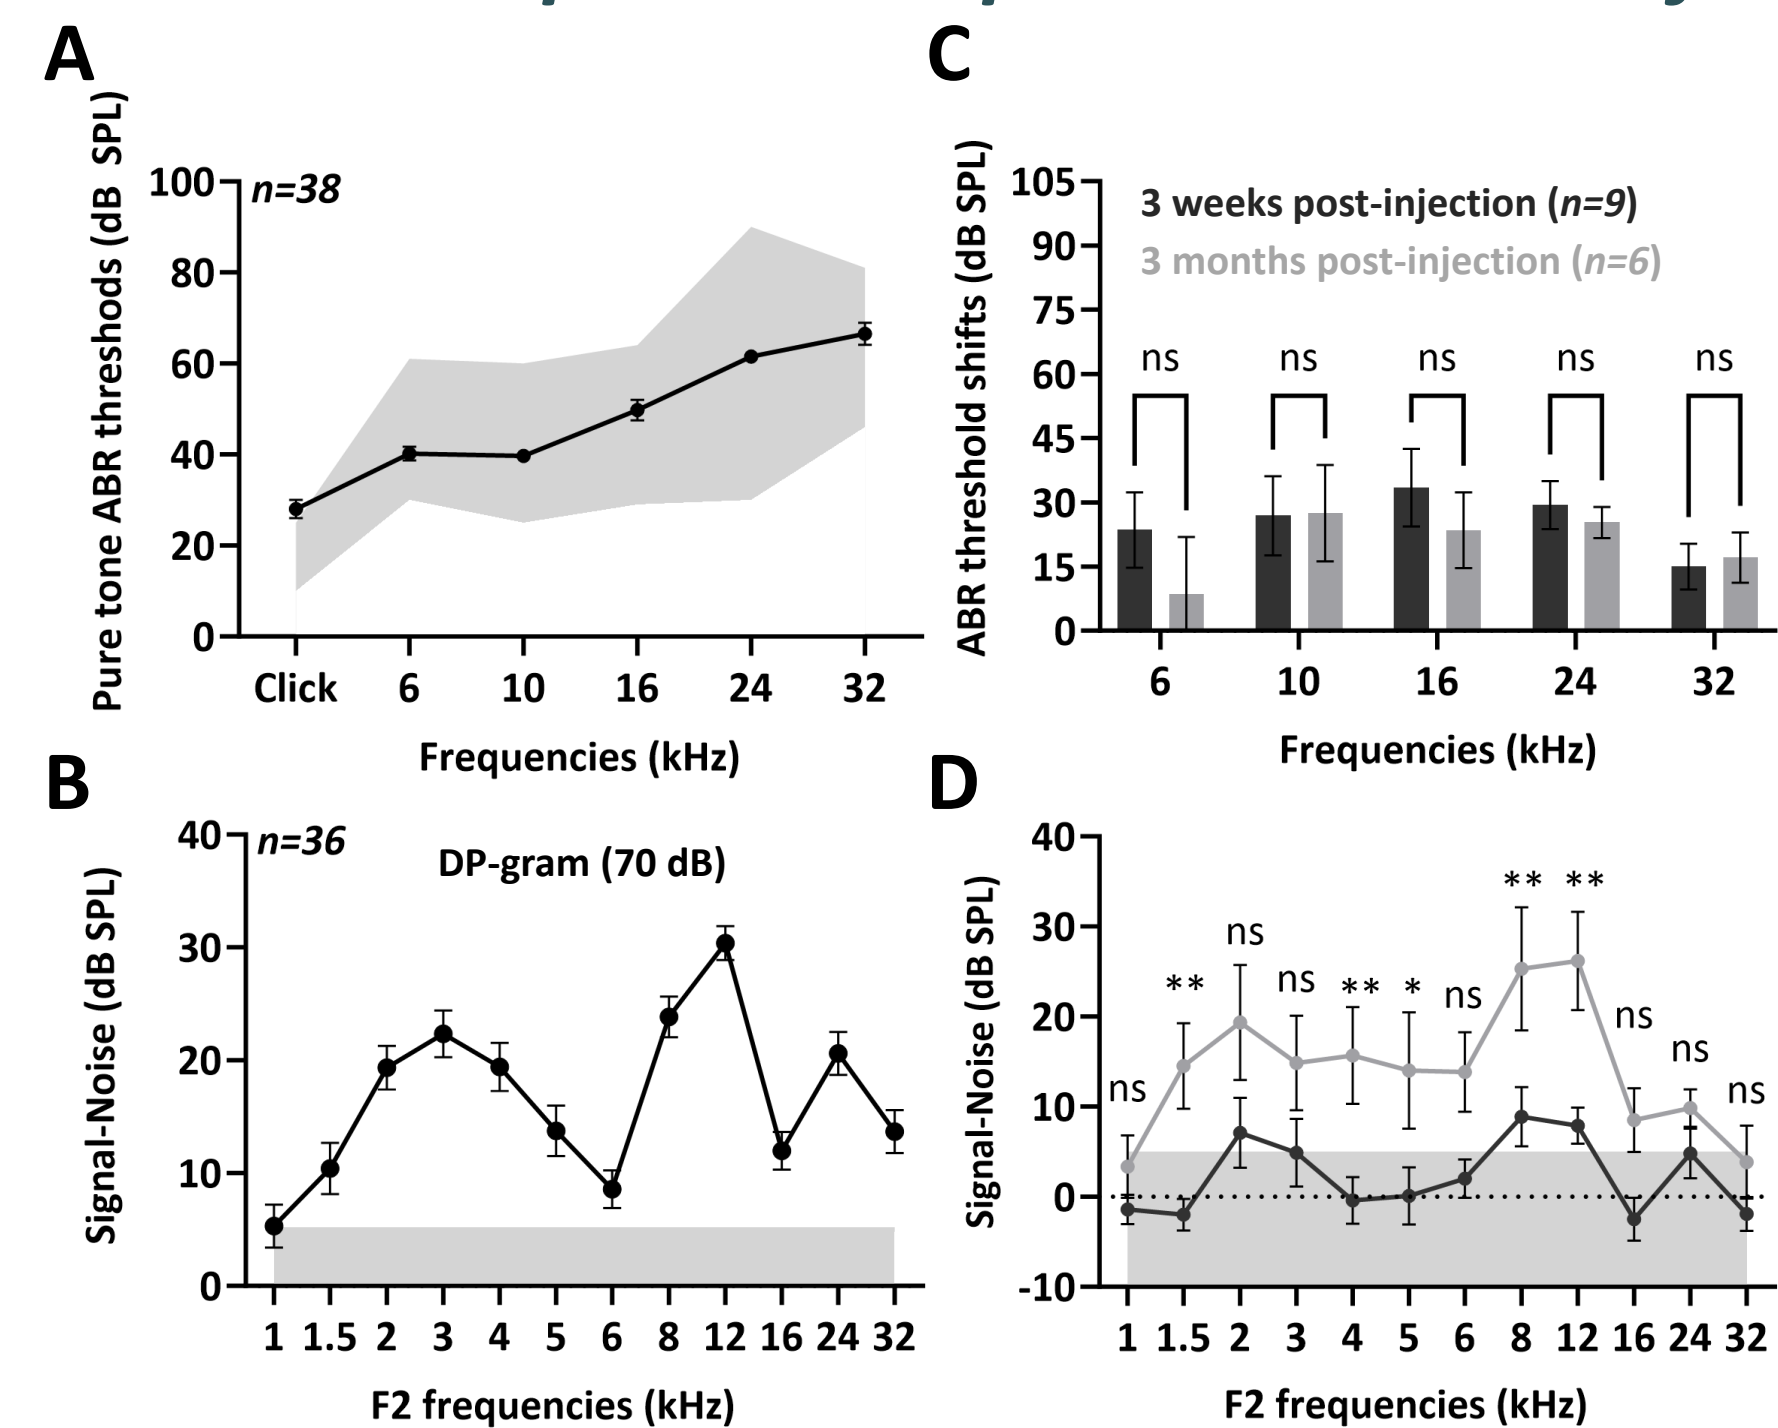 A
Pure tone ABR thresholds (dB SPL)
100
80
60
40
20
0
n=38
Click 6 10 16 24 32
Frequencies (kHz)
B
Signal-Noise (dB SPL)
40
30
20
10
0
n=36
DP-gram (70 dB)
1 1.5 2 3 4 5 6 8 12 16 24 32
F2 frequencies (kHz)
C
ABR threshold shifts (dB SPL)
105
90
75
60
45
30
15
0
3 weeks post-injection (n=9)
3 months post-injection (n=6)
ns ns ns ns ns
6 10 16 24 32
Frequencies (kHz)
D
Signal-Noise (dB SPL)
40
30
20
10
0
-10
ns ** ns ns ** * ns ** ** ns ns ns
1 1.5 2 3 4 5 6 8 12 16 24 32
F2 frequencies (kHz)